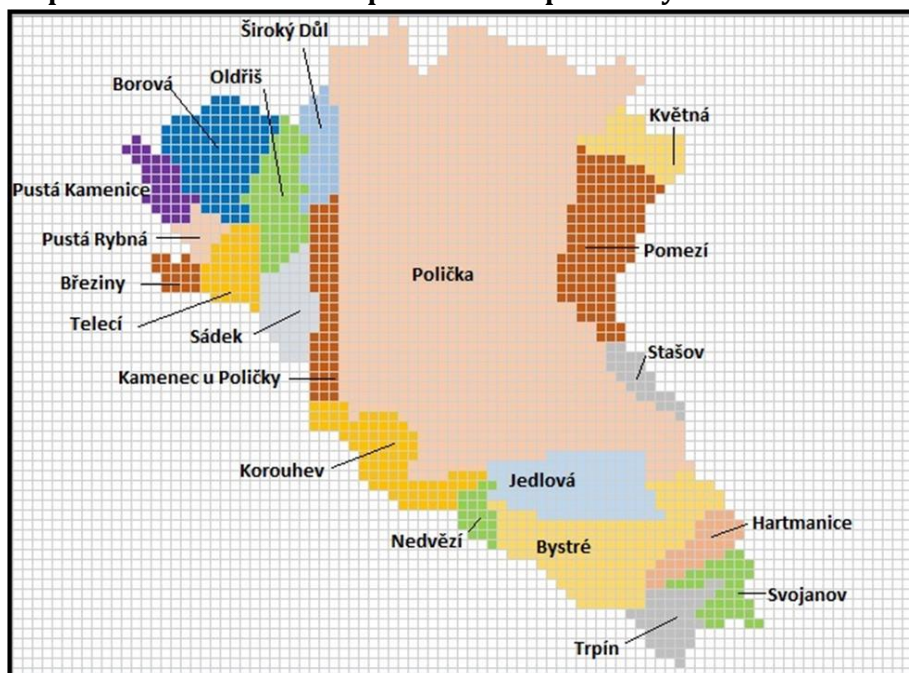 Široký Důl
Oldřiš
Borová
Květná
Pustá Kamenice
Pustá Rybná
Pomezí
Polička
Březiny
Telecí
Sádek
Stašov
Kamenec u Poličky
Korouhev
Jedlová
Hartmanice
Nedvězí
Bystré
Svojanov
Trpín